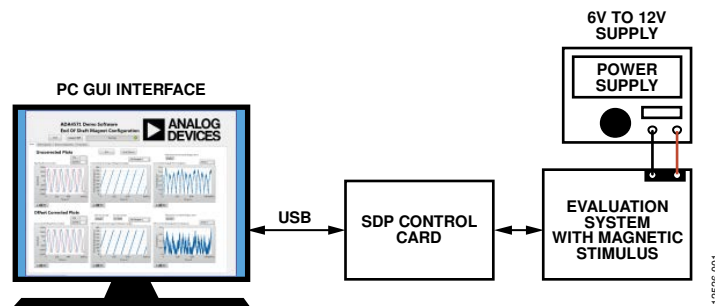 6V TO 12V
SUPPLY
POWER
SUPPLY
PC GUI INTERFACE
ADA4571 Demo Software
End Of Shaft Magnet Configuration
ANALOG
DEVICES
Uncorrected Plots
Offset Corrected Plots
USB
SDP CONTROL
CARD
EVALUATION
SYSTEM
WITH MAGNETIC
STIMULUS